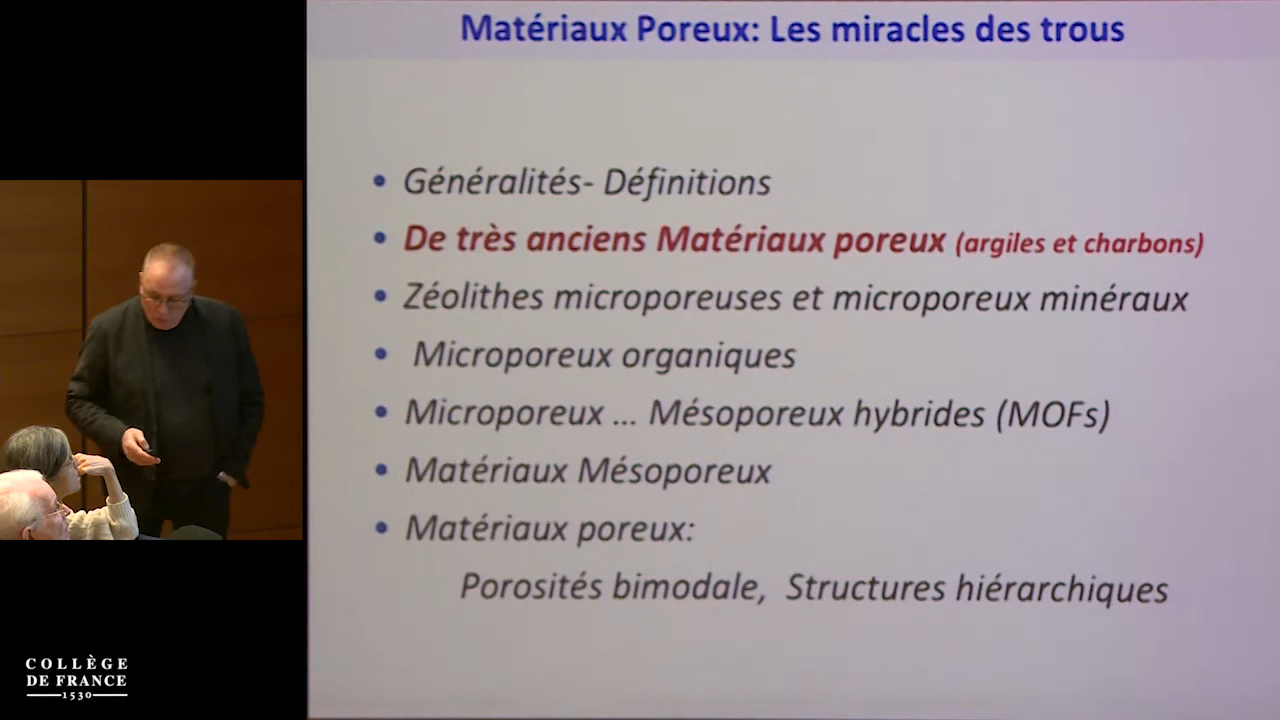 Matériaux Poreux: Les miracles des trous
• Généralités- Définitions
• De très anciens Matériaux poreux (argiles et charbons)
• Zéolithes microporeuses et microporeux minéraux
• Microporeux organiques
• Microporeux ... Mésoporeux hybrides (MOFs)
• Matériaux Mésoporeux
• Matériaux poreux:
Porosités bimodale, Structures hiérarchiques
COLLÈGE
DE FRANCE
1530